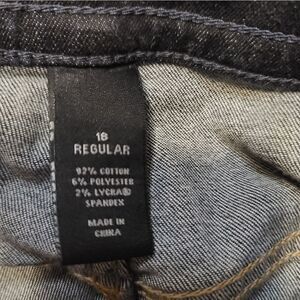 18
REGULAR
92% COTTON
6% POLYESTER
2% LYCRA®
SPANDEX
MADE IN
CHINA